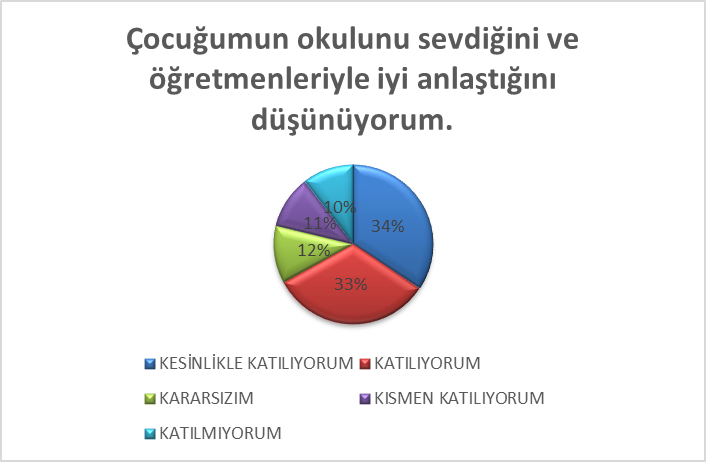 Çocuğumun okulunu sevdiğini ve
öğretmenleriyle iyi anlaştığını
düşünüyorum.
10%
34%
11%
12%
33%
KESİNLİKLE KATILIYORUM KATILIYORUM
KARARSIZIM KISMEN KATILIYORUM
KATILMIYORUM